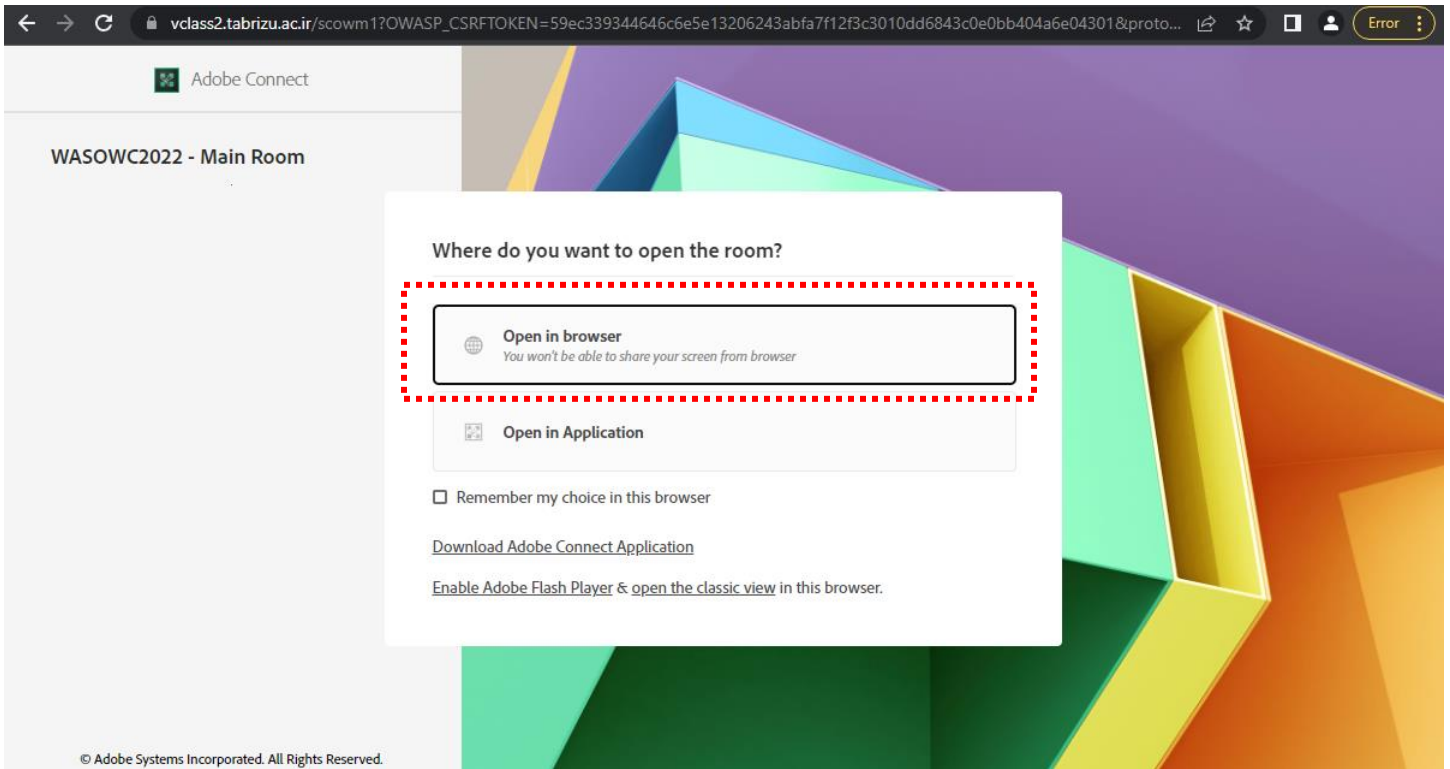 vclass2.tabrizu.ac.ir/scowm1?OWASP_CSRFTOKEN=59ec339344646c6e5e13206243abfa7f12f3c3010dd6843c0e0bb404a6e04301&proto...
Error
Adobe Connect
WASOWC2022 - Main Room
Where do you want to open the room?
Open in browser
You won't be able to share your screen from browser
Open in Application
Remember my choice in this browser
Download Adobe Connect Application
Enable Adobe Flash Player & open the classic view in this browser.
© Adobe Systems Incorporated. All Rights Reserved.